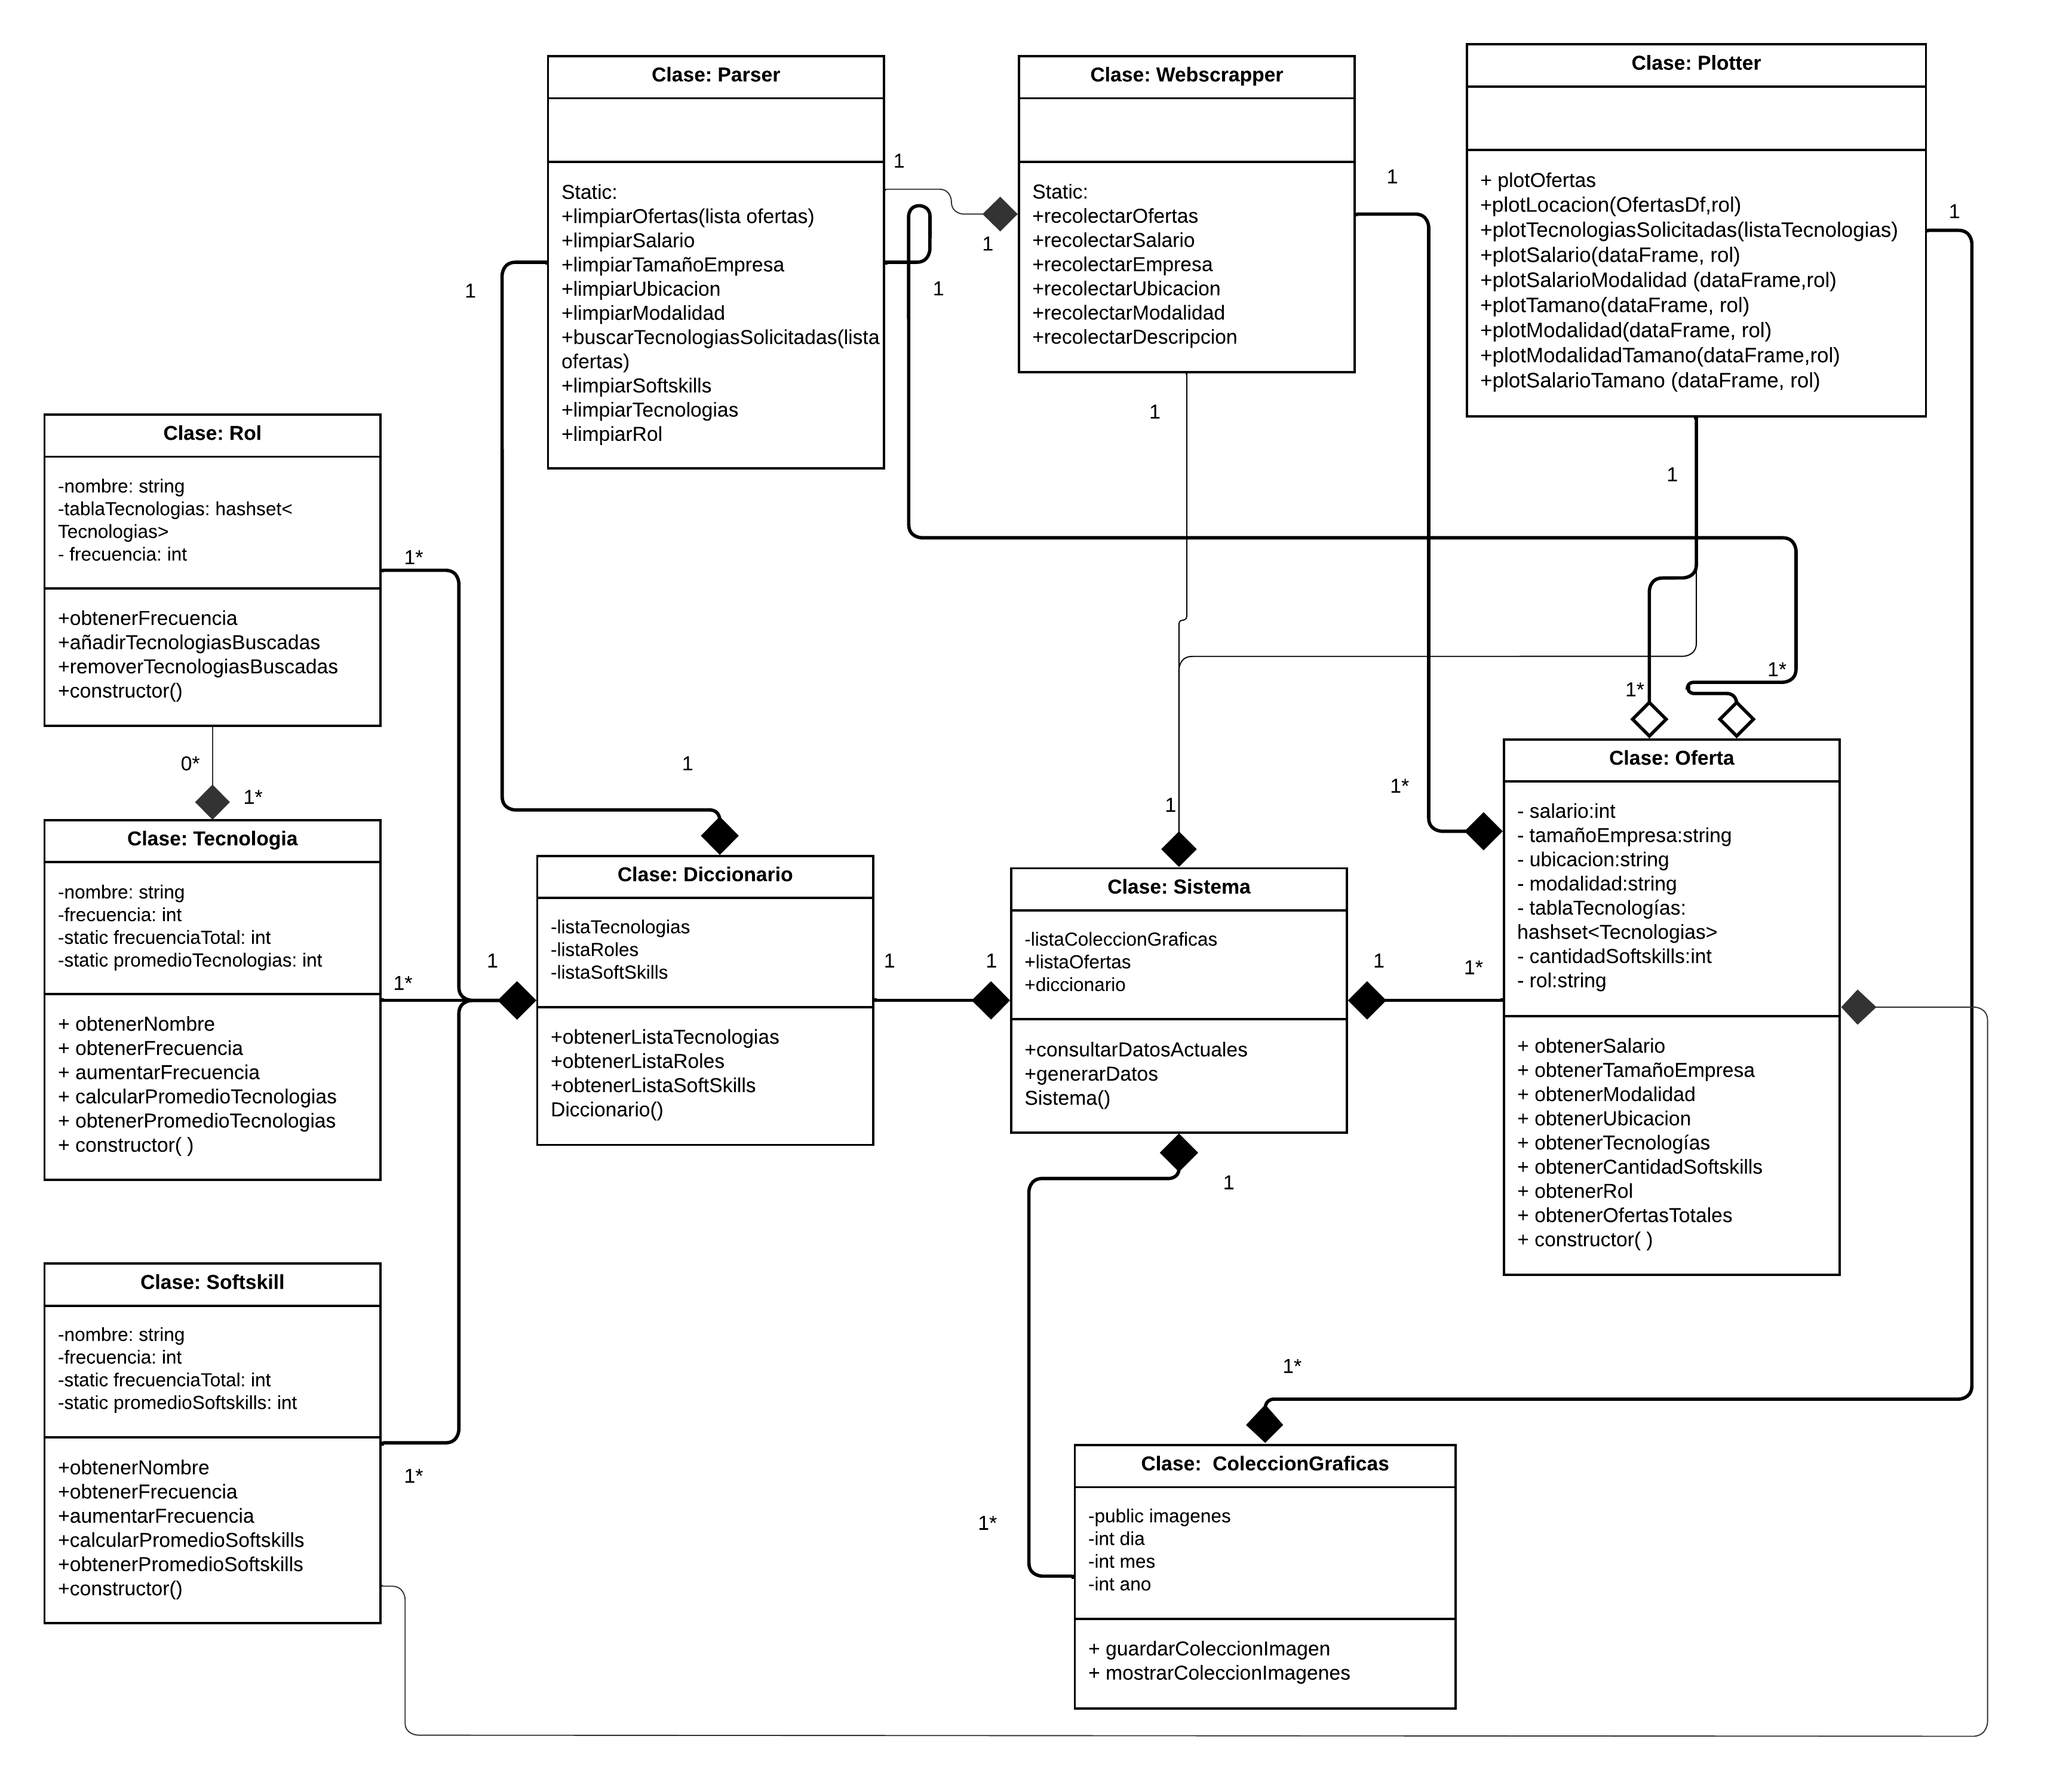 Clase: Parser
1
Static:
+limpiarOfertas(lista ofertas)
+limpiarSalario
+limpiarTamañoEmpresa
+limpiarUbicacion
+limpiarModalidad
+buscarTecnologiasSolicitadas(lista
ofertas)
+limpiarSoftskills
+limpiarTecnologias
+limpiarRol
1
1
1
Clase: Webscrapper
Static:
+recolectarOfertas
+recolectarSalario
+recolectarEmpresa
+recolectarUbicacion
+recolectarModalidad
+recolectarDescripcion
1
1
Clase: Plotter
+ plotOfertas
+plotLocacion(OfertasDf,rol)
+plotTecnologiasSolicitadas(listaTecnologias)
+plotSalario(dataFrame, rol)
+plotSalarioModalidad (dataFrame,rol)
+plotTamano(dataFrame, rol)
+plotModalidad(dataFrame, rol)
+plotModalidadTamano(dataFrame,rol)
+plotSalarioTamano (dataFrame, rol)
1
1
Clase: Rol
-nombre: string
-tablaTecnologias: hashset<
Tecnologias>
- frecuencia: int
+obtenerFrecuencia
+añadirTecnologiasBuscadas
+removerTecnologiasBuscadas
+constructor()
1*
0*
1*
Clase: Tecnologia
-nombre: string
-frecuencia: int
-static frecuenciaTotal: int
-static promedioTecnologias: int
+ obtenerNombre
+ obtenerFrecuencia
+ aumentarFrecuencia
+ calcularPromedioTecnologias
+ obtenerPromedioTecnologias
+ constructor( )
1*
1
1
Clase: Diccionario
-listaTecnologias
-listaRoles
-listaSoftSkills
+obtenerListaTecnologias
+obtenerListaRoles
+obtenerListaSoftSkills
Diccionario()
1
1
1
Clase: Sistema
-listaColeccionGraficas
+listaOfertas
+diccionario
+consultarDatosActuales
+generarDatos
Sistema()
1
1*
1
1*
1*
1*
Clase: Oferta
- salario:int
- tamañoEmpresa:string
- ubicacion:string
- modalidad:string
- tablaTecnologías:
hashset<Tecnologias>
- cantidadSoftskills:int
- rol:string
+ obtenerSalario
+ obtenerTamañoEmpresa
+ obtenerModalidad
+ obtenerUbicacion
+ obtenerTecnologías
+ obtenerCantidadSoftskills
+ obtenerRol
+ obtenerOfertasTotales
+ constructor( )
Clase: Softskill
-nombre: string
-frecuencia: int
-static frecuenciaTotal: int
-static promedioSoftskills: int
+obtenerNombre
+obtenerFrecuencia
+aumentarFrecuencia
+calcularPromedioSoftskills
+obtenerPromedioSoftskills
+constructor()
1*
1*
1*
Clase:  ColeccionGraficas
-public imagenes
-int dia
-int mes
-int ano
+ guardarColeccionImagen
+ mostrarColeccionImagenes